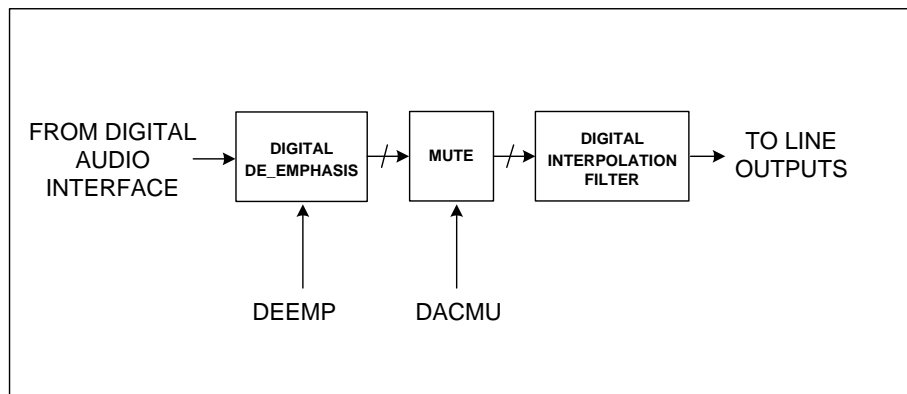 FROM DIGITAL
AUDIO
INTERFACE
DIGITAL
DE_EMPHASIS
MUTE
DIGITAL
INTERPOLATION
FILTER
TO LINE
OUTPUTS
DEEMP
DACMU